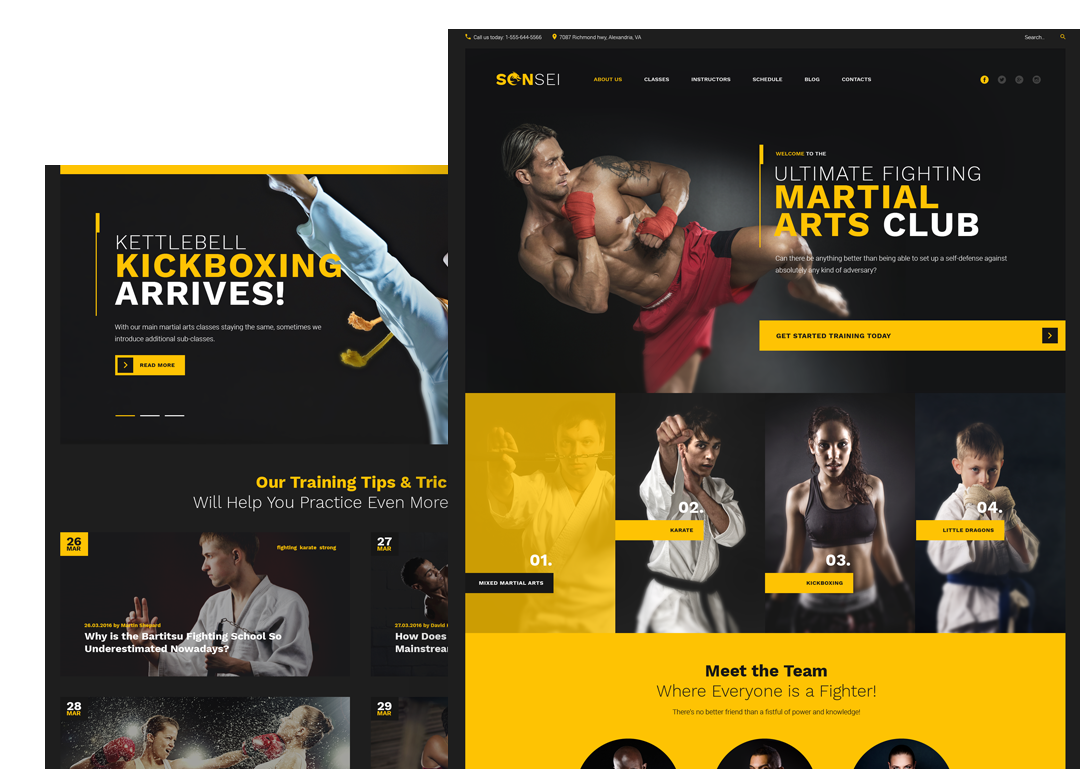 Call us today: 1-555-644-5566
7087 Richmond hwy, Alexandria, VA
Search...
SENSEI
ABOUT US
CLASSES
INSTRUCTORS
SCHEDULE
BLOG
CONTACTS
WELCOME TO THE
ULTIMATE FIGHTING
MARTIAL
ARTS CLUB
Can there be anything better than being able to set up a self-defense against
absolutely any kind of adversary?
GET STARTED TRAINING TODAY
01.
MIXED MARTIAL ARTS
02.
KARATE
03.
KICKBOXING
04.
LITTLE DRAGONS
Meet the Team
Where Everyone is a Fighter!
There's no better friend than a fistful of power and knowledge!
KETTLEBELL
KICKBOXING
ARRIVES!
With our main martial arts classes staying the same, sometimes we
introduce additional sub-classes.
READ MORE
Our Training Tips & Tric
Will Help You Practice Even More
26
MAR
fighting karate strong
26.03.2016 by Martin Shepard
Why is the Bartitsu Fighting School So
Underestimated Nowadays?
27
MAR
27.03.2016 by David
How Does
Mainstrea
28
MAR
29
MAR